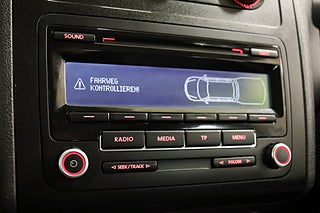 SOUND
FAHRWEG
KONTROLLIEREN!
RADIO MEDIA TP MENU
SEEK/TRACK FOLDER